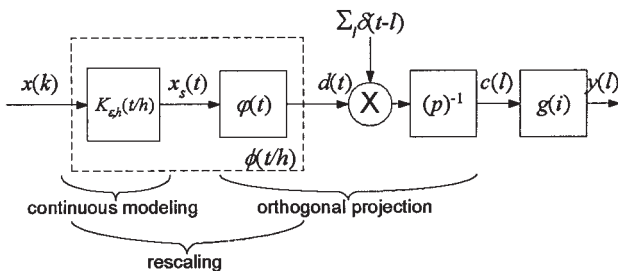 Σ_l δ(t-l)
x(k)
K_{ε,h}(t/h)
x_s(t)
φ(t)
d(t)
X
(p)^{-1}
c(l)
g(i)
y(l)
ϕ(t/h)
continuous modeling
orthogonal projection
rescaling